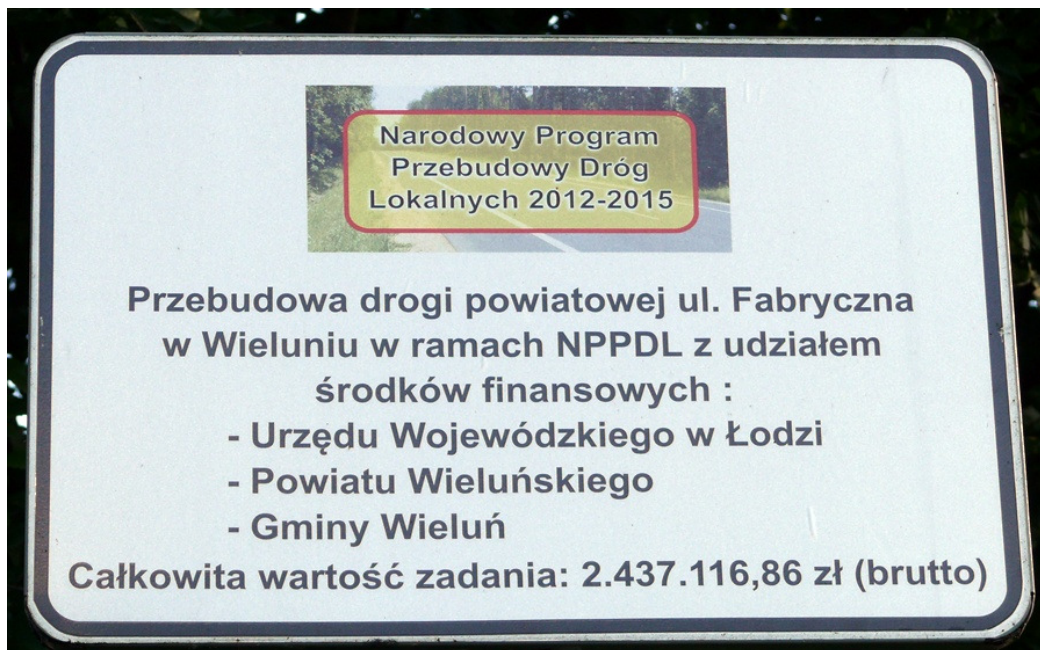 Narodowy Program
Przebudowy Dróg
Lokalnych 2012-2015
Przebudowa drogi powiatowej ul. Fabryczna
w Wieluniu w ramach NPPDL z udziałem
środków finansowych :
- Urzędu Wojewódzkiego w Łodzi
- Powiatu Wieluńskiego
- Gminy Wieluń
Całkowita wartość zadania: 2.437.116,86 zł (brutto)